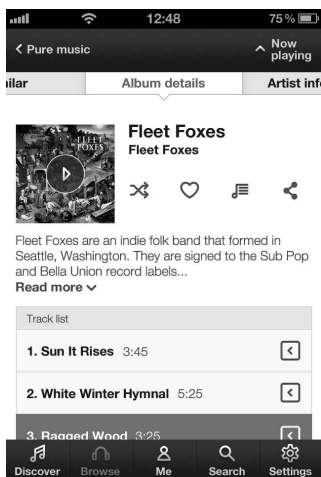 12:48
75 %
Pure music
Now
playing
ilar
Album details
Artist info
FLEET
FOXES
Fleet Foxes
Fleet Foxes
Fleet Foxes are an indie folk band that formed in
Seattle, Washington. They are signed to the Sub Pop
and Bella Union record labels...
Read more
Track list
1. Sun It Rises 3:45
2. White Winter Hymnal 5:25
3. Ragged Wood 3:25
Discover
Browse
Me
Search
Settings